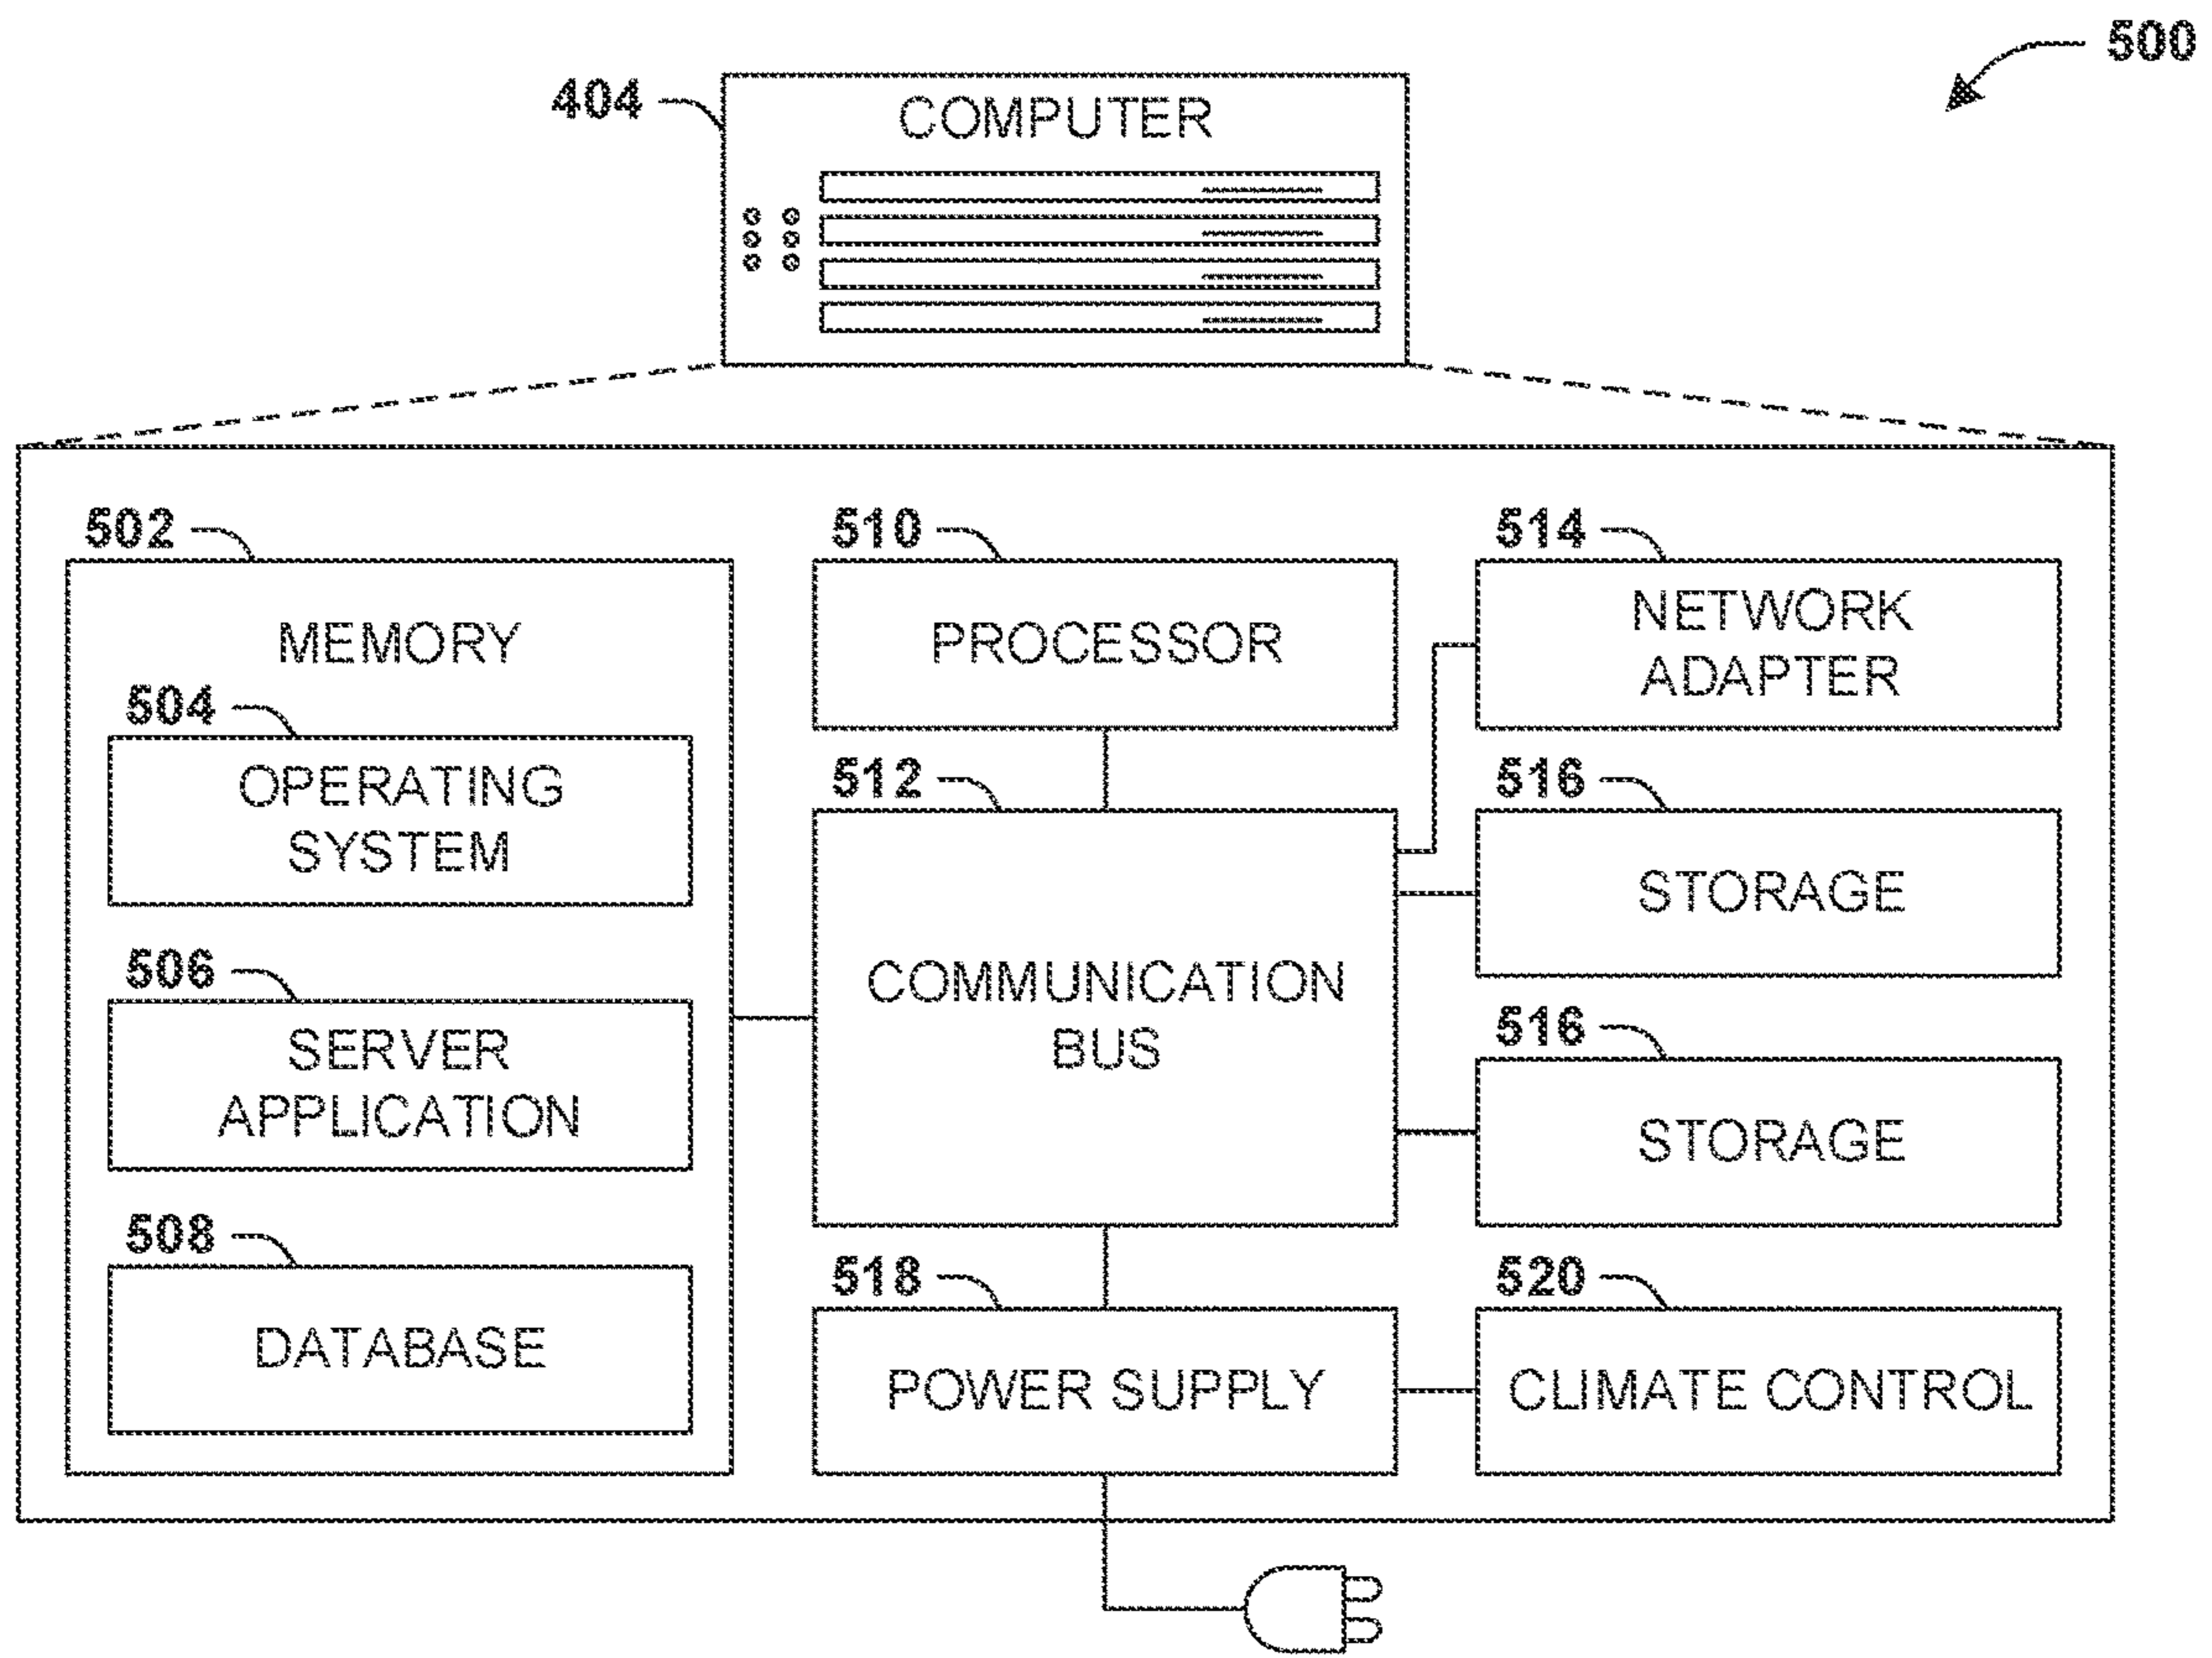 500
404
COMPUTER
502
MEMORY
504
OPERATING
SYSTEM
506
SERVER
APPLICATION
508
DATABASE
510
PROCESSOR
512
COMMUNICATION
BUS
518
POWER SUPPLY
514
NETWORK
ADAPTER
516
STORAGE
516
STORAGE
520
CLIMATE CONTROL